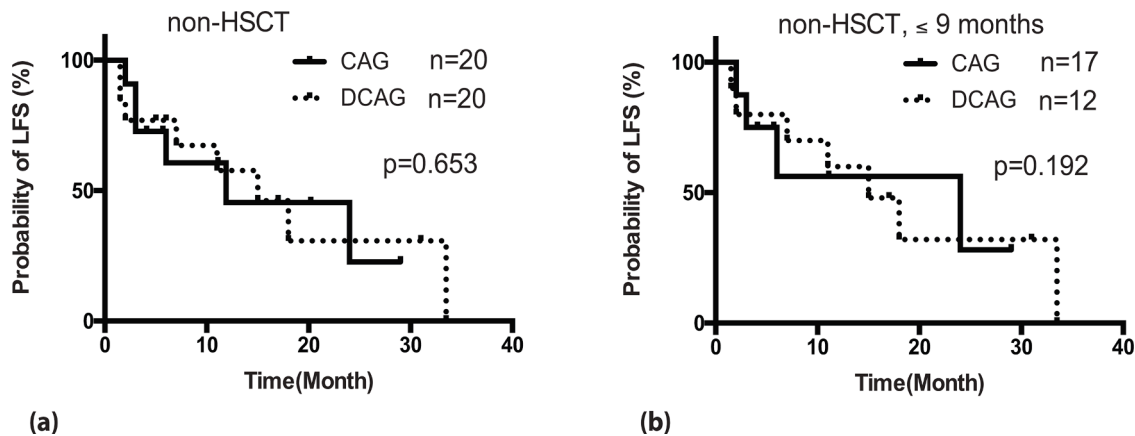 non-HSCT
CAG n=20
DCAG n=20
p=0.653
Probability of LFS (%)
100
50
0
0 10 20 30 40
Time(Month)
(a)
non-HSCT, ≤ 9 months
CAG n=17
DCAG n=12
p=0.192
Probability of LFS (%)
100
50
0
0 10 20 30 40
Time(Month)
(b)